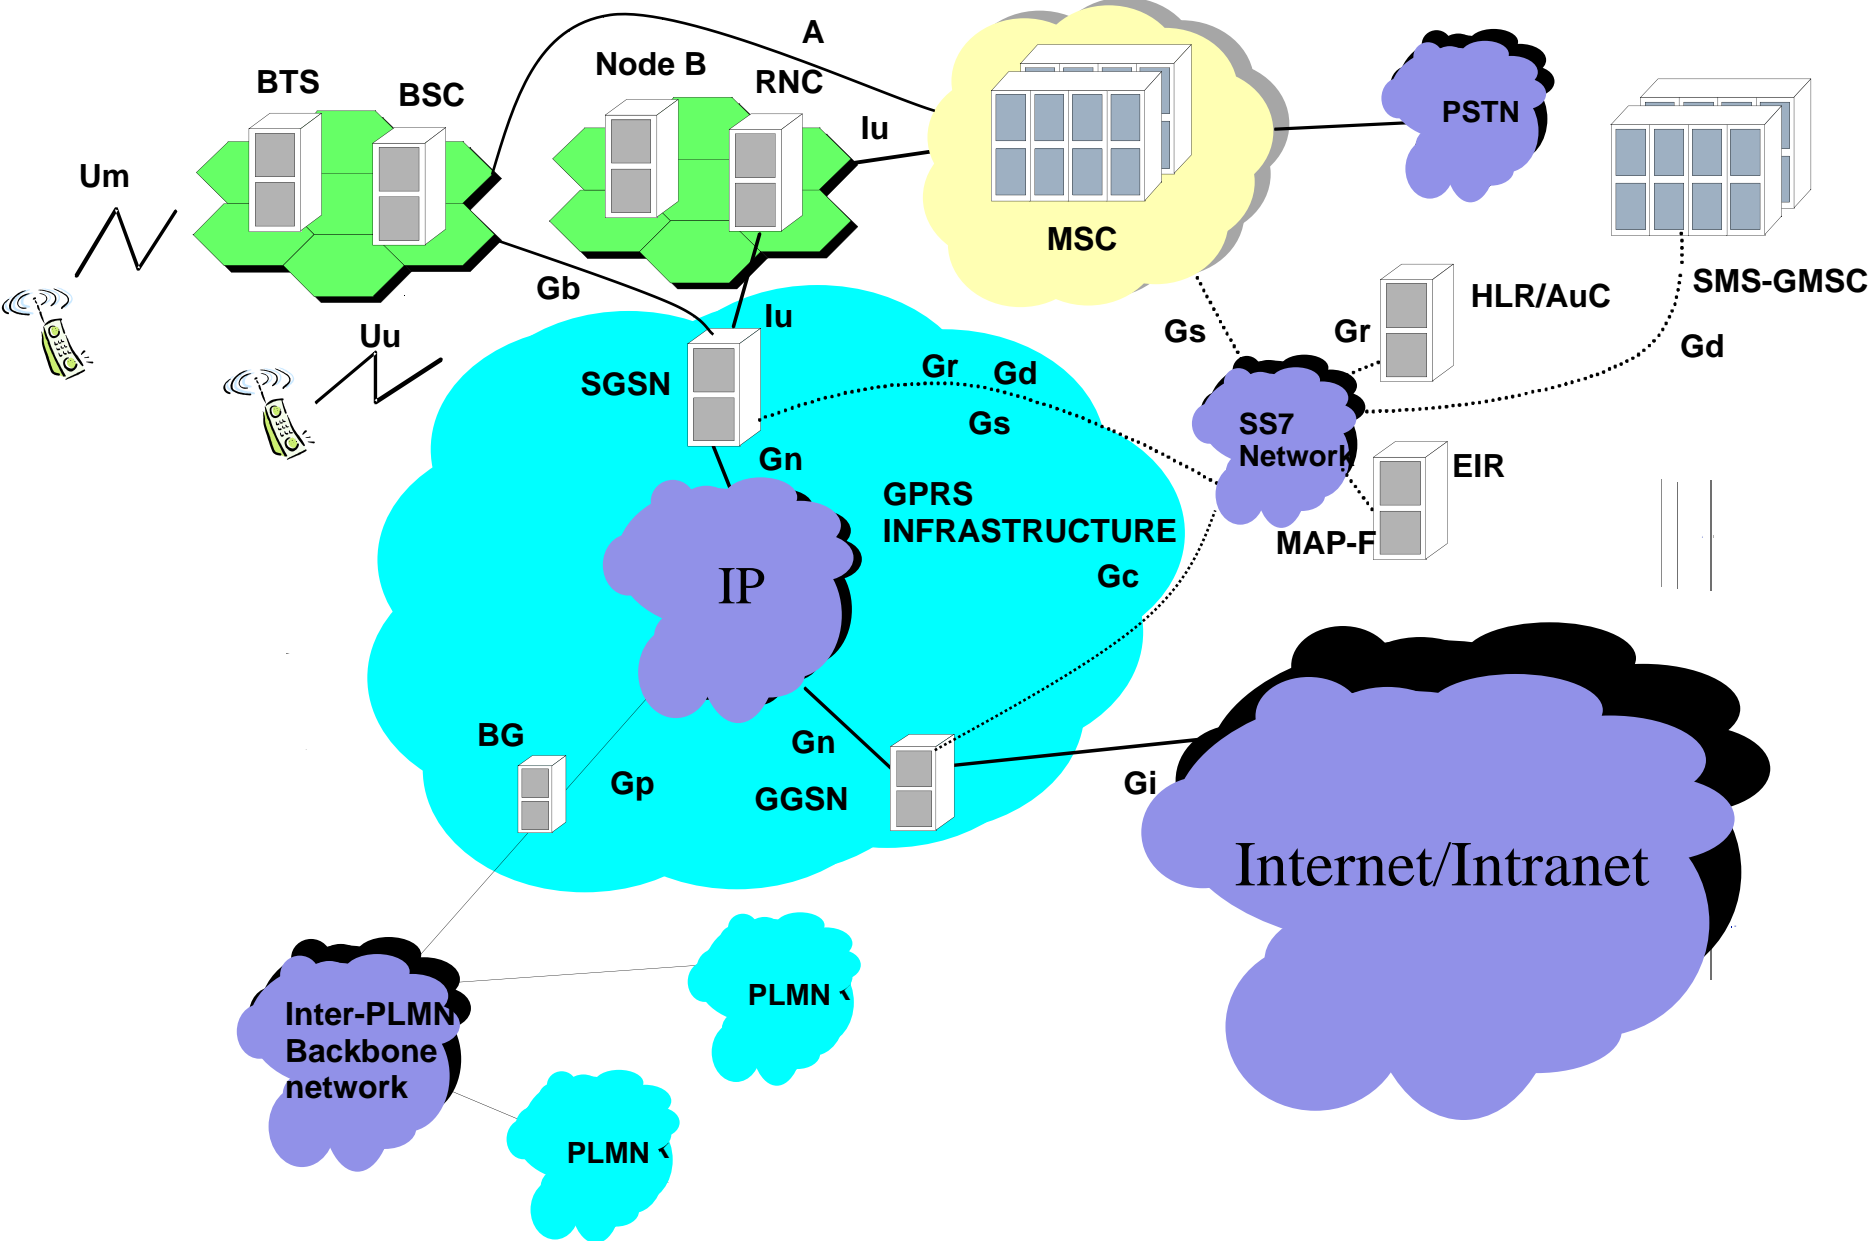 A
Node B
RNC
BTS
BSC
Iu
PSTN
Um
MSC
Gb
Iu
HLR/AuC
SMS-GMSC
Uu
Gs
Gr
Gd
SGSN
Gr
Gd
Gs
SS7
Network
Gn
EIR
GPRS
INFRASTRUCTURE
MAP-F
IP
Gc
BG
Gn
Gp
GGSN
Gi
Internet/Intranet
PLMN
Inter-PLMN
Backbone
network
PLMN